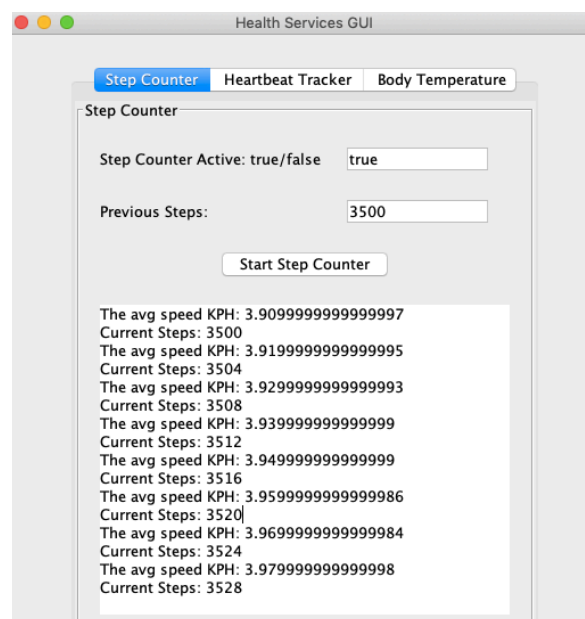 Health Services GUI
Step Counter Heartbeat Tracker Body Temperature
Step Counter
Step Counter Active: true/false true
Previous Steps: 3500
Start Step Counter
The avg speed KPH: 3.9099999999999997
Current Steps: 3500
The avg speed KPH: 3.9199999999999995
Current Steps: 3504
The avg speed KPH: 3.9299999999999993
Current Steps: 3508
The avg speed KPH: 3.939999999999999
Current Steps: 3512
The avg speed KPH: 3.949999999999999
Current Steps: 3516
The avg speed KPH: 3.9599999999999986
Current Steps: 3520
The avg speed KPH: 3.9699999999999984
Current Steps: 3524
The avg speed KPH: 3.979999999999998
Current Steps: 3528